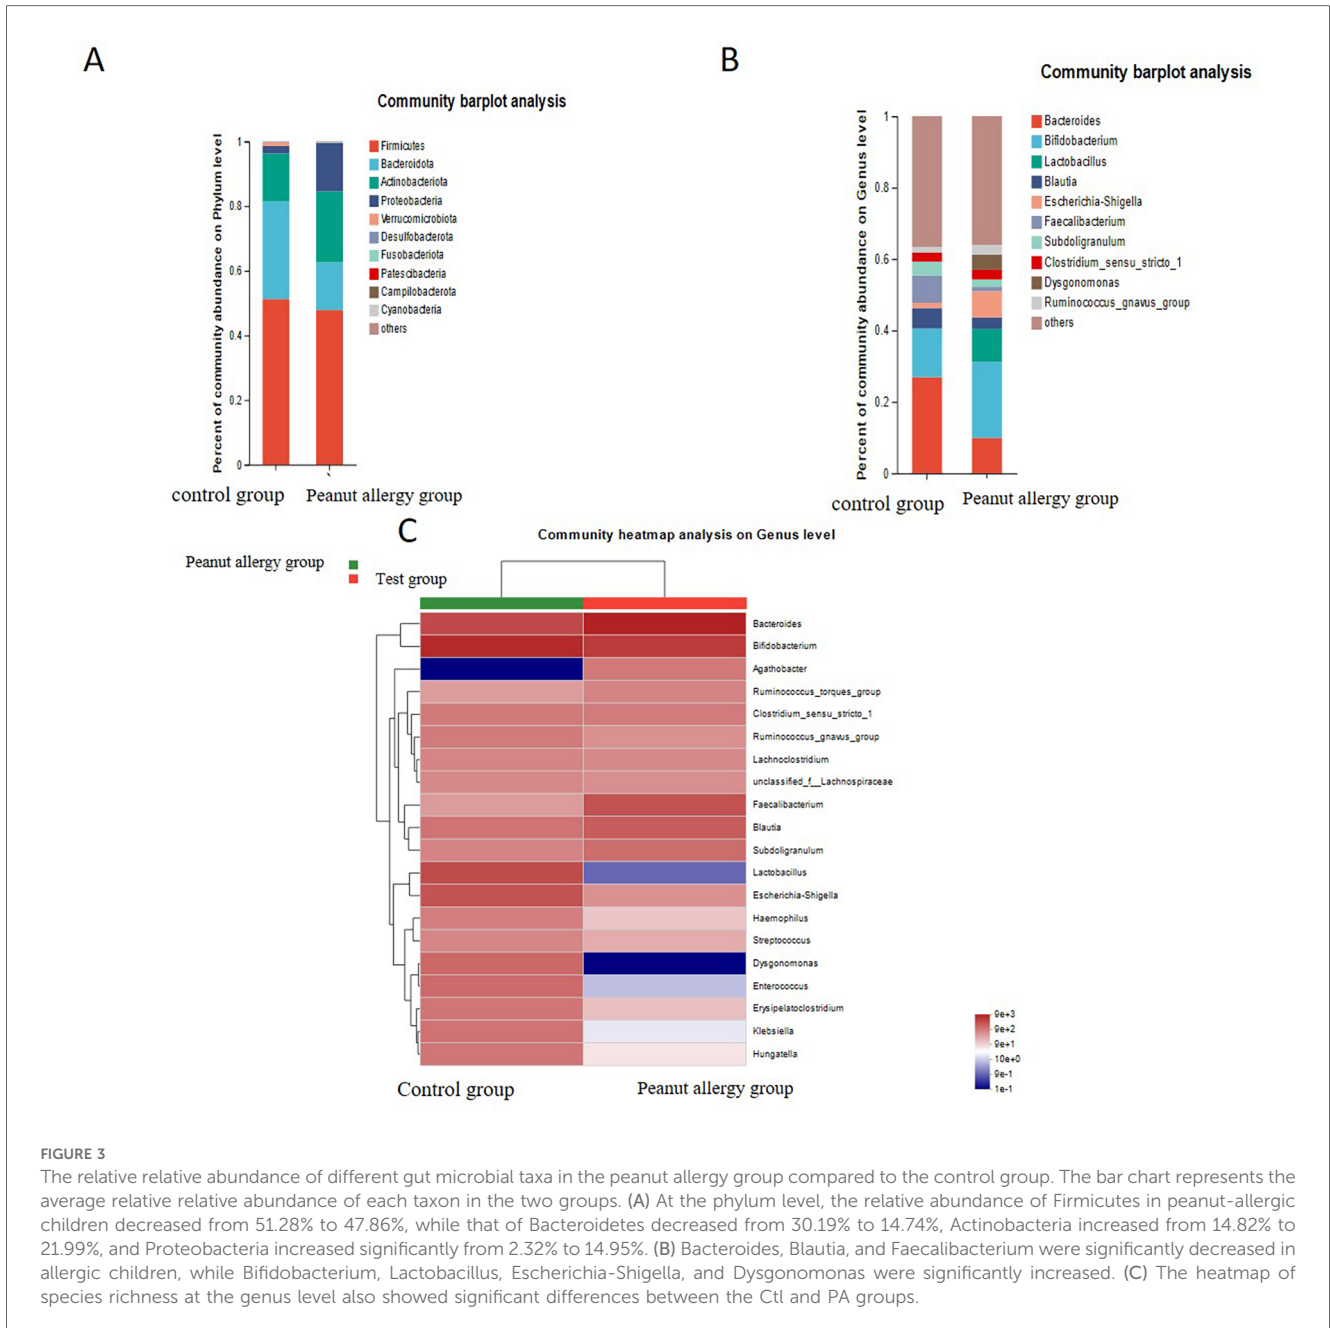 A
Community barplot analysis
Percent of community abundance on Phylum level
1
0.8
0.6
0.4
0.2
0
Firmicutes
Bacteroidota
Actinobacteriota
Proteobacteria
Verrucomicrobiota
Desulfobacterota
Fusobacteriota
Patescibacteria
Campilobacterota
Cyanobacteria
others
control group
Peanut allergy group
B
Community barplot analysis
Percent of community abundance on Genus level
1
0.8
0.6
0.4
0.2
0
Bacteroides
Bifidobacterium
Lactobacillus
Blautia
Escherichia-Shigella
Faecalibacterium
Subdoligranulum
Clostridium_sensu_stricto_1
Dysgonomonas
Ruminococcus_gnavus_group
others
control group
Peanut allergy group
C
Community heatmap analysis on Genus level
Peanut allergy group
Test group
Bacteroides
Bifidobacterium
Agathobacter
Ruminococcus_torques_group
Clostridium_sensu_stricto_1
Ruminococcus_gnavus_group
Lachnoclostridium
unclassified_f__Lachnospiraceae
Faecalibacterium
Blautia
Subdoligranulum
Lactobacillus
Escherichia-Shigella
Haemophilus
Streptococcus
Dysgonomonas
Enterococcus
Erysipelatoclostridium
Klebsiella
Hungatella
9e+3
9e+2
9e+1
10e+0
9e-1
1e-1
Control group
Peanut allergy group
FIGURE 3
The relative relative abundance of different gut microbial taxa in the peanut allergy group compared to the control group. The bar chart represents the
average relative relative abundance of each taxon in the two groups. (A) At the phylum level, the relative abundance of Firmicutes in peanut-allergic
children decreased from 51.28% to 47.86%, while that of Bacteroidetes decreased from 30.19% to 14.74%, Actinobacteria increased from 14.82% to
21.99%, and Proteobacteria increased significantly from 2.32% to 14.95%. (B) Bacteroides, Blautia, and Faecalibacterium were significantly decreased in
allergic children, while Bifidobacterium, Lactobacillus, Escherichia-Shigella, and Dysgonomonas were significantly increased. (C) The heatmap of
species richness at the genus level also showed significant differences between the Ctl and PA groups.